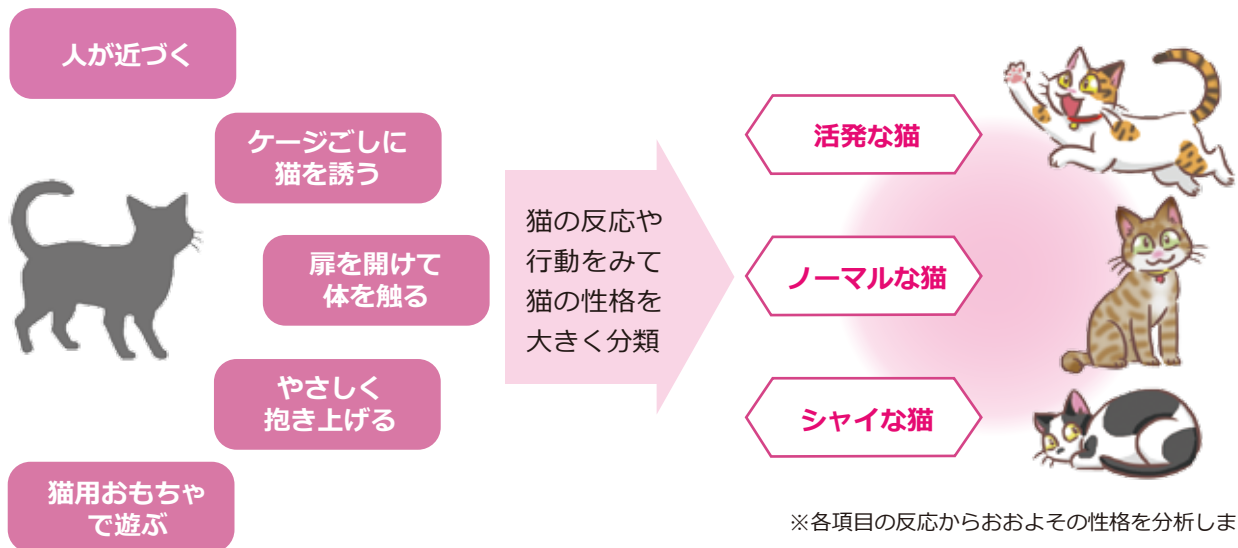 人が近づく
ケージごしに
猫を誘う
扉を開けて
体を触る
やさしく
抱き上げる
猫用おもちゃ
で遊ぶ
猫の反応や
行動をみて
猫の性格を
大きく分類
活発な猫
ノーマルな猫
シャイな猫
※各項目の反応からおおよその性格を分析しま